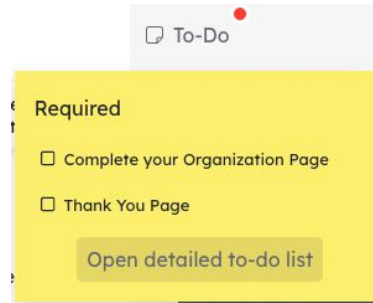 To-Do
Required
Complete your Organization Page
Thank You Page
Open detailed to-do list